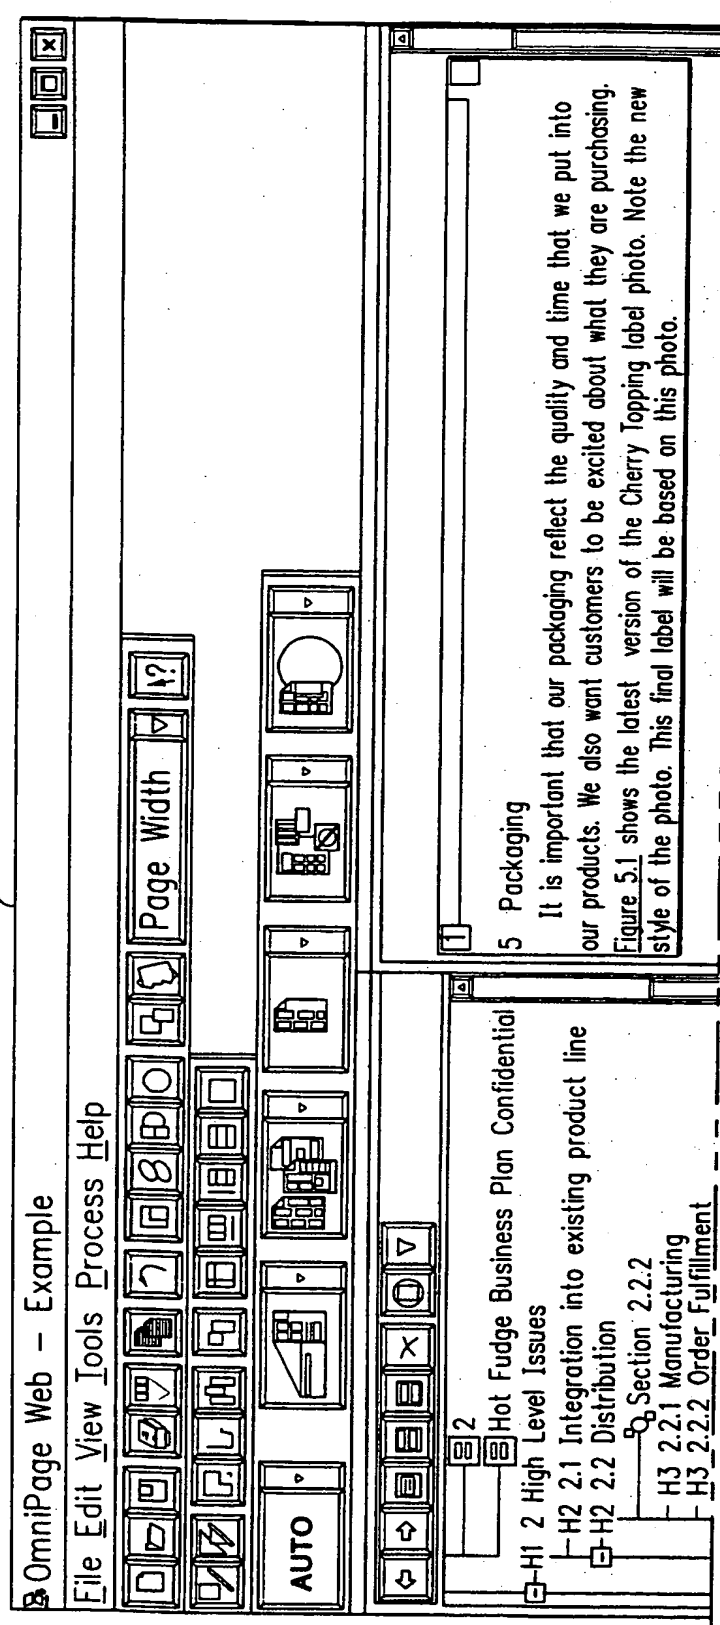 OmniPage Web – Example
File Edit View Tools Process Help
Page Width
?
AUTO
2
Hot Fudge Business Plan Confidential
H1 2 High Level Issues
H2 2.1 Integration into existing product line
H2 2.2 Distribution
Section 2.2.2
H3 2.2.1 Manufacturing
H3 2.2.2 Order Fulfillment
1
5 Packaging
It is important that our packaging reflect the quality and time that we put into
our products. We also want customers to be excited about what they are purchasing.
Figure 5.1 shows the latest version of the Cherry Topping label photo. Note the new
style of the photo. This final label will be based on this photo.